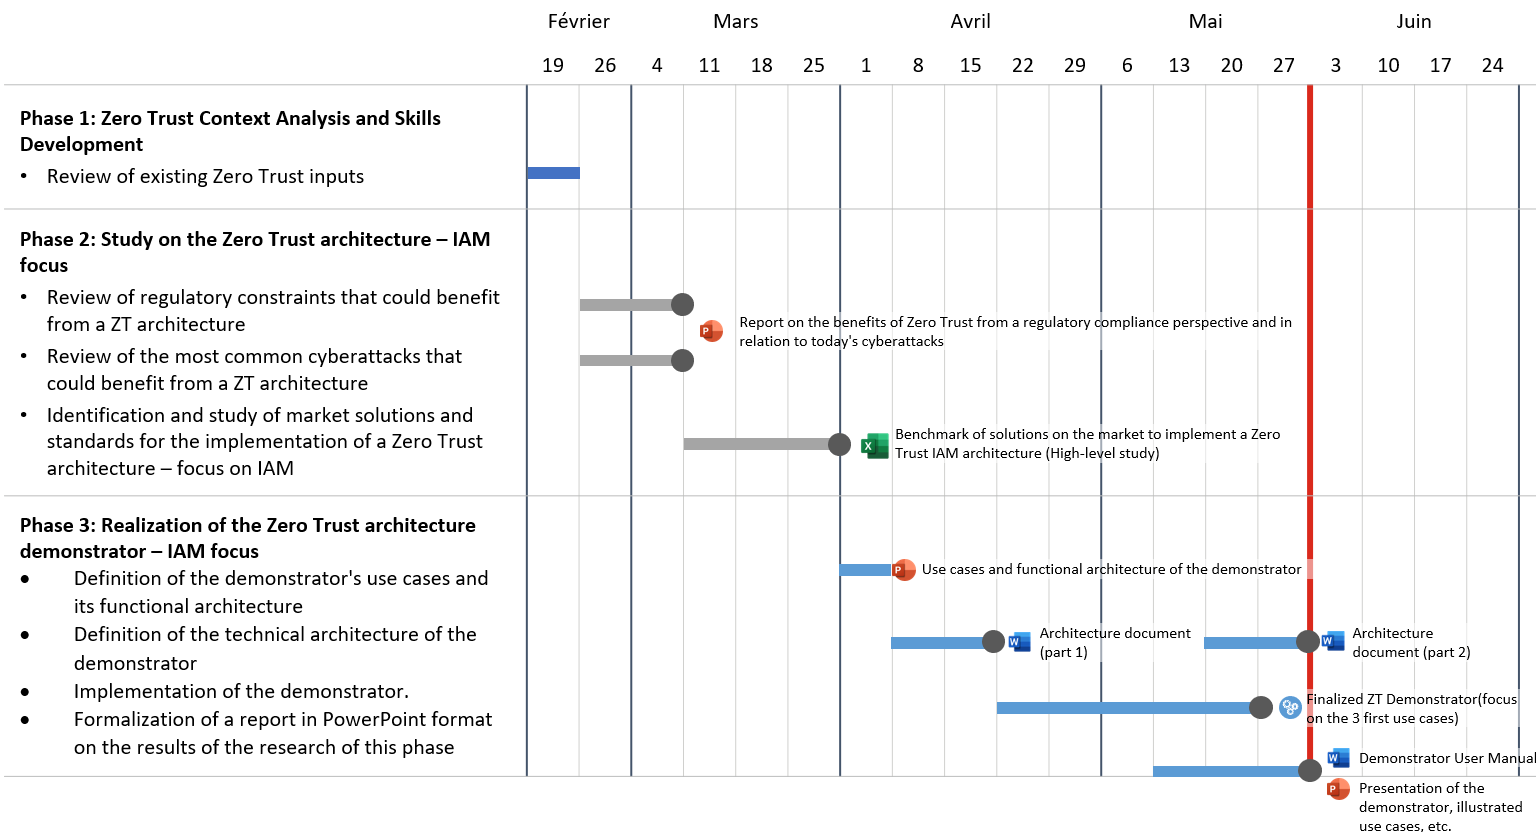 Février Mars Avril Mai Juin
19 26 4 11 18 25 1 8 15 22 29 6 13 20 27 3 10 17 24
Phase 1: Zero Trust Context Analysis and Skills
Development
• Review of existing Zero Trust inputs
Phase 2: Study on the Zero Trust architecture – IAM
focus
• Review of regulatory constraints that could benefit
from a ZT architecture
P
Report on the benefits of Zero Trust from a regulatory compliance perspective and in
relation to today's cyberattacks
• Review of the most common cyberattacks that
could benefit from a ZT architecture
• Identification and study of market solutions and
standards for the implementation of a Zero Trust
architecture – focus on IAM
X
Benchmark of solutions on the market to implement a Zero
Trust IAM architecture (High-level study)
Phase 3: Realization of the Zero Trust architecture
demonstrator – IAM focus
• Definition of the demonstrator's use cases and
its functional architecture
P
Use cases and functional architecture of the demonstrator
• Definition of the technical architecture of the
demonstrator
W
Architecture document
(part 1)
W
Architecture
document (part 2)
• Implementation of the demonstrator.
Finalized ZT Demonstrator(focus
on the 3 first use cases)
• Formalization of a report in PowerPoint format
on the results of the research of this phase
W
Demonstrator User Manual
P
Presentation of the
demonstrator, illustrated
use cases, etc.